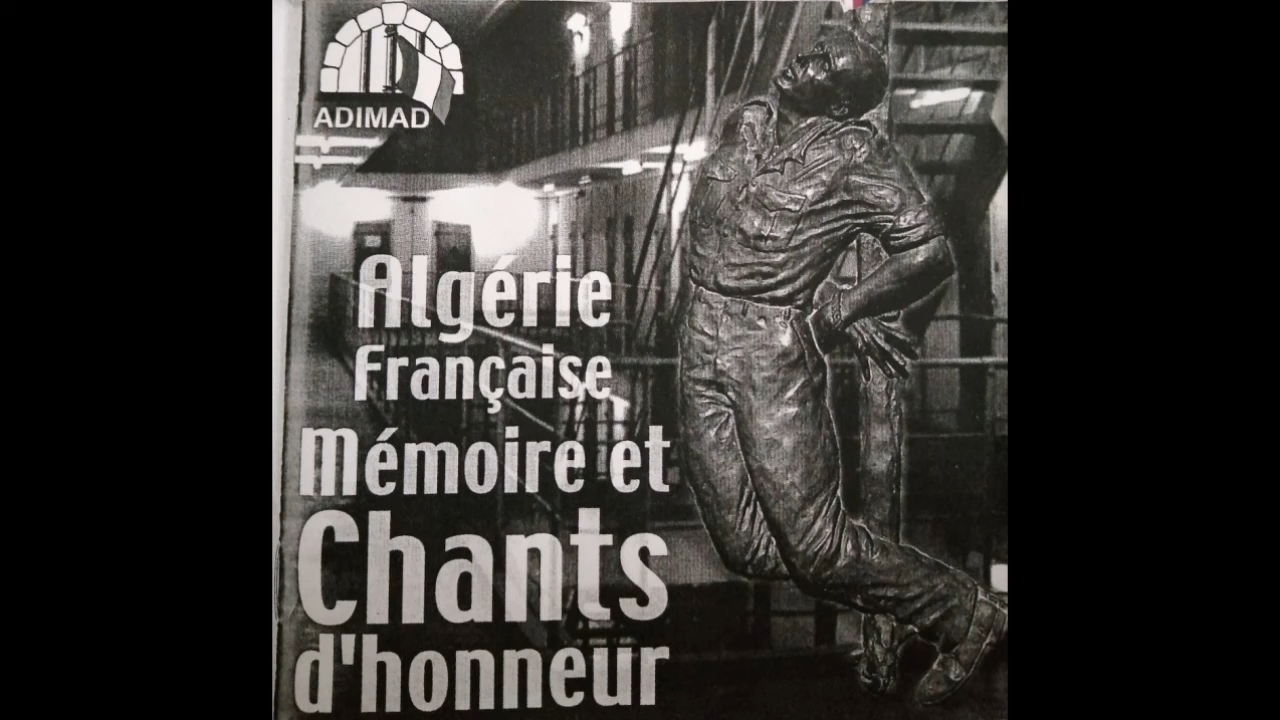 ADIMAD
Algérie
Française
mémoire et
Chants
d'honneur